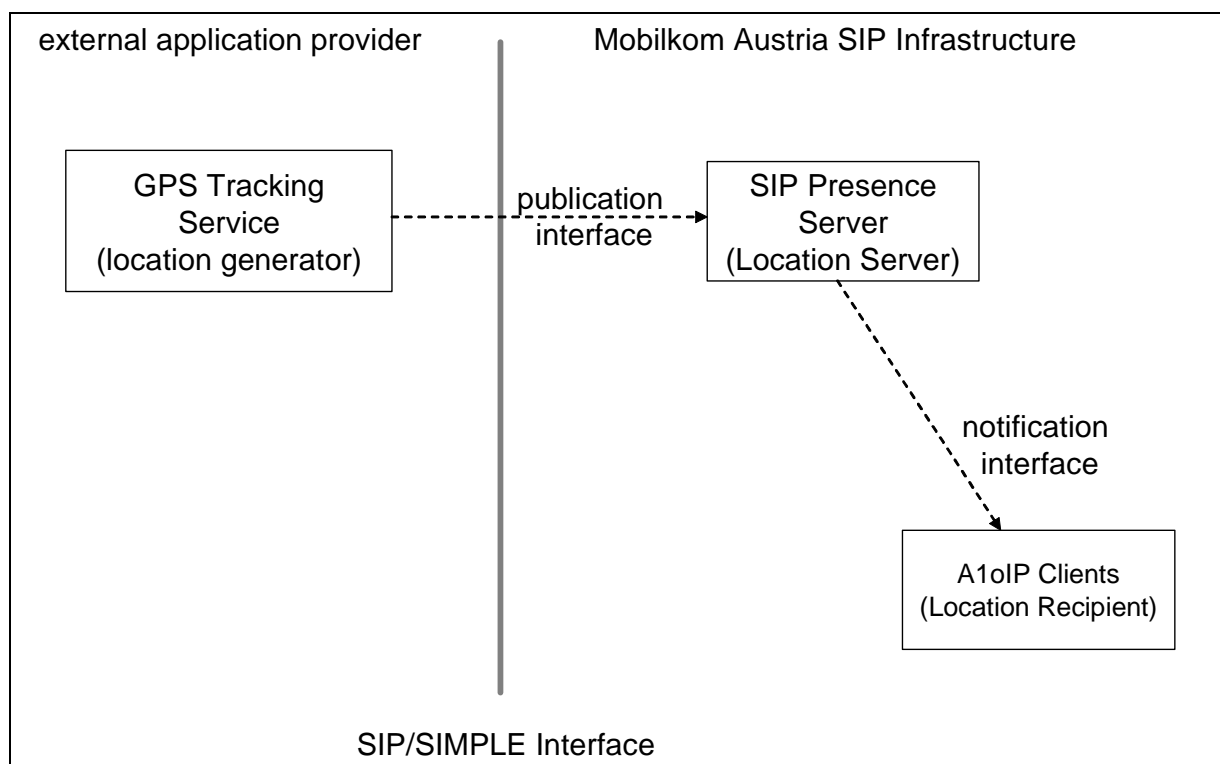 external application provider
Mobilkom Austria SIP Infrastructure
GPS Tracking
Service
(location generator)
publication
interface
SIP Presence
Server
(Location Server)
notification
interface
A1oIP Clients
(Location Recipient)
SIP/SIMPLE Interface